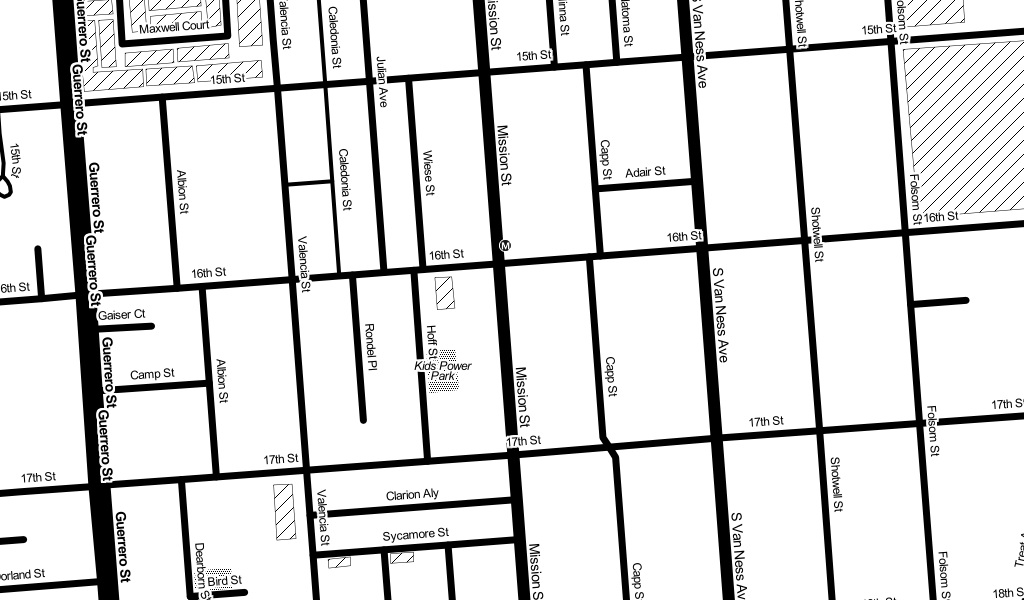 Guerrero St
Maxwell Court
Valencia St
Caledonia St
Mission St
S Van Ness Ave
Shotwell St
Folsom St
15th St
15th St
15th St
15th St
Guerrero St
Julian Ave
15th St
Guerrero St
Albion St
Caledonia St
Wiese St
Mission St
Capp St
Adair St
Folsom St
16th St
Shotwell St
16th St
Guerrero St
Valencia St
16th St
M
16th St
6th St
Gaiser Ct
Guerrero St
Camp St
Albion St
Rondel Pl
Hoff St
Kids Power
Park
Mission St
Capp St
S Van Ness Ave
17th St
17th St
Folsom St
17th St
17th St
17th St
Guerrero St
Guerrero St
Valencia St
Clarion Aly
Sycamore St
Dearborn St
Bird St
Mission St
Capp St
S Van Ness Ave
Shotwell St
Folsom St
18th St